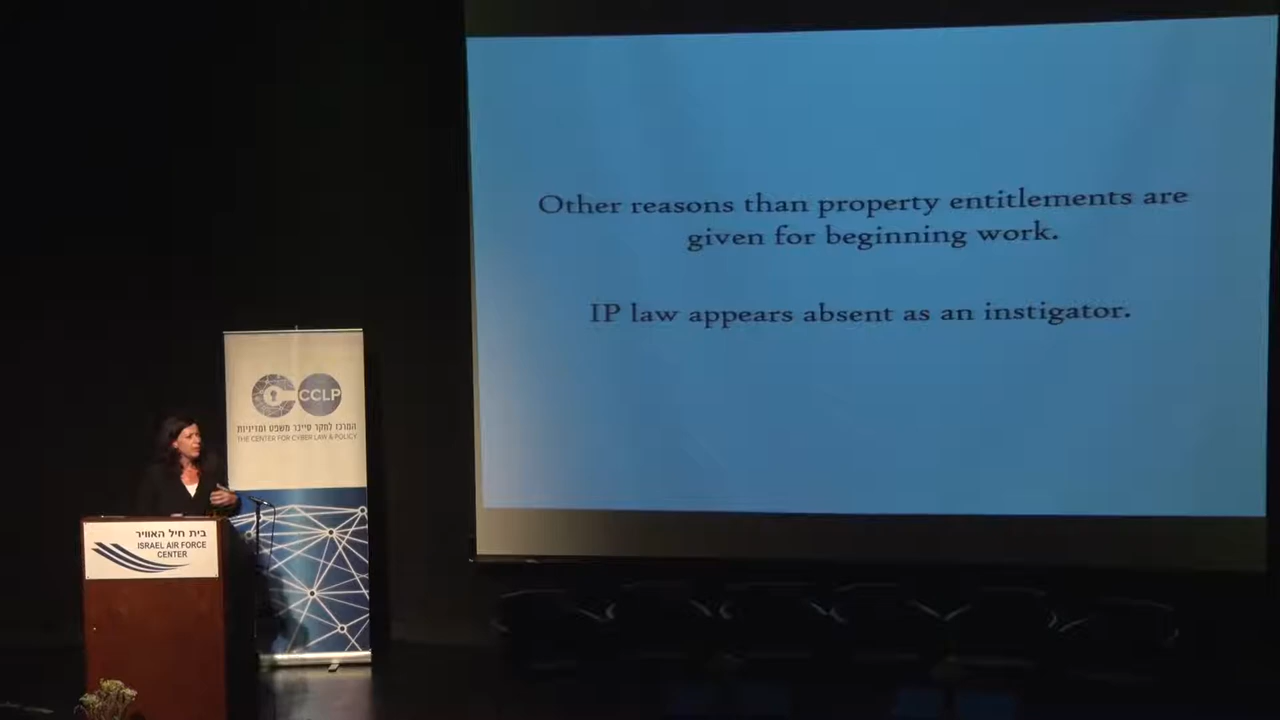 Other reasons than property entitlements are
given for beginning work.
IP law appears absent as an instigator.
CCLP
המרכז לחקר סייבר משפט ומדיניות
THE CENTER FOR CYBER LAW & POLICY
בית חיל האוויר
ISRAEL AIR FORCE
CENTER